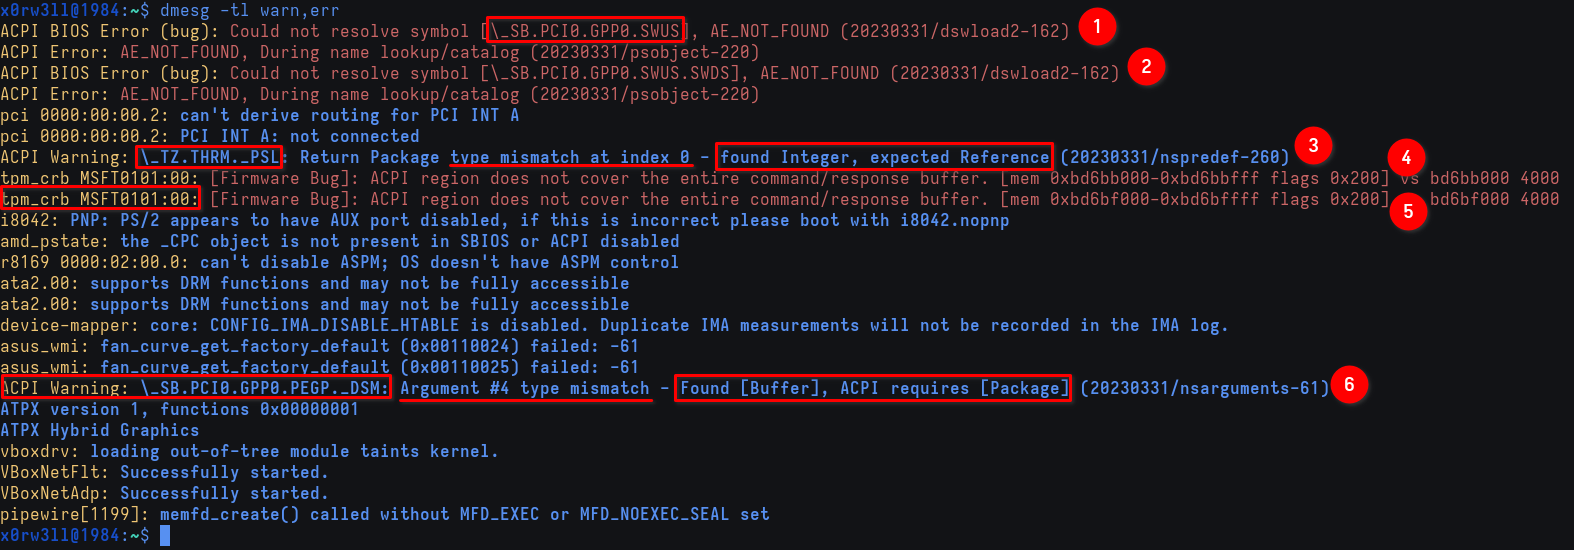 x0rw3ll@1984:~$ dmesg -tl warn,err
ACPI BIOS Error (bug): Could not resolve symbol [\_SB.PCI0.GPP0.SWUS], AE_NOT_FOUND (20230331/dswload2-162) 1
ACPI Error: AE_NOT_FOUND, During name lookup/catalog (20230331/psobject-220)
ACPI BIOS Error (bug): Could not resolve symbol [\_SB.PCI0.GPP0.SWUS.SWDS], AE_NOT_FOUND (20230331/dswload2-162) 2
ACPI Error: AE_NOT_FOUND, During name lookup/catalog (20230331/psobject-220)
pci 0000:00:00.2: can't derive routing for PCI INT A
pci 0000:00:00.2: PCI INT A: not connected
ACPI Warning: \_TZ.THRM._PSL: Return Package type mismatch at index 0 - found Integer, expected Reference (20230331/nspredef-260) 3
tpm_crb MSFT0101:00: [Firmware Bug]: ACPI region does not cover the entire command/response buffer. [mem 0xbd6bb000-0xbd6bbfff flags 0x200] vs bd6bb000 4000 4
tpm_crb MSFT0101:00: [Firmware Bug]: ACPI region does not cover the entire command/response buffer. [mem 0xbd6bf000-0xbd6bffff flags 0x200] bd6bf000 4000 5
i8042: PNP: PS/2 appears to have AUX port disabled, if this is incorrect please boot with i8042.nopnp
amd_pstate: the _CPC object is not present in SBIOS or ACPI disabled
r8169 0000:02:00.0: can't disable ASPM; OS doesn't have ASPM control
ata2.00: supports DRM functions and may not be fully accessible
ata2.00: supports DRM functions and may not be fully accessible
device-mapper: core: CONFIG_IMA_DISABLE_HTABLE is disabled. Duplicate IMA measurements will not be recorded in the IMA log.
asus_wmi: fan_curve_get_factory_default (0x00110024) failed: -61
asus_wmi: fan_curve_get_factory_default (0x00110025) failed: -61
ACPI Warning: \_SB.PCI0.GPP0.PEGP._DSM: Argument #4 type mismatch - Found [Buffer], ACPI requires [Package] (20230331/nsarguments-61) 6
ATPX version 1, functions 0x00000001
ATPX Hybrid Graphics
vboxdrv: loading out-of-tree module taints kernel.
VBoxNetFlt: Successfully started.
VBoxNetAdp: Successfully started.
pipewire[1199]: memfd_create() called without MFD_EXEC or MFD_NOEXEC_SEAL set
x0rw3ll@1984:~$